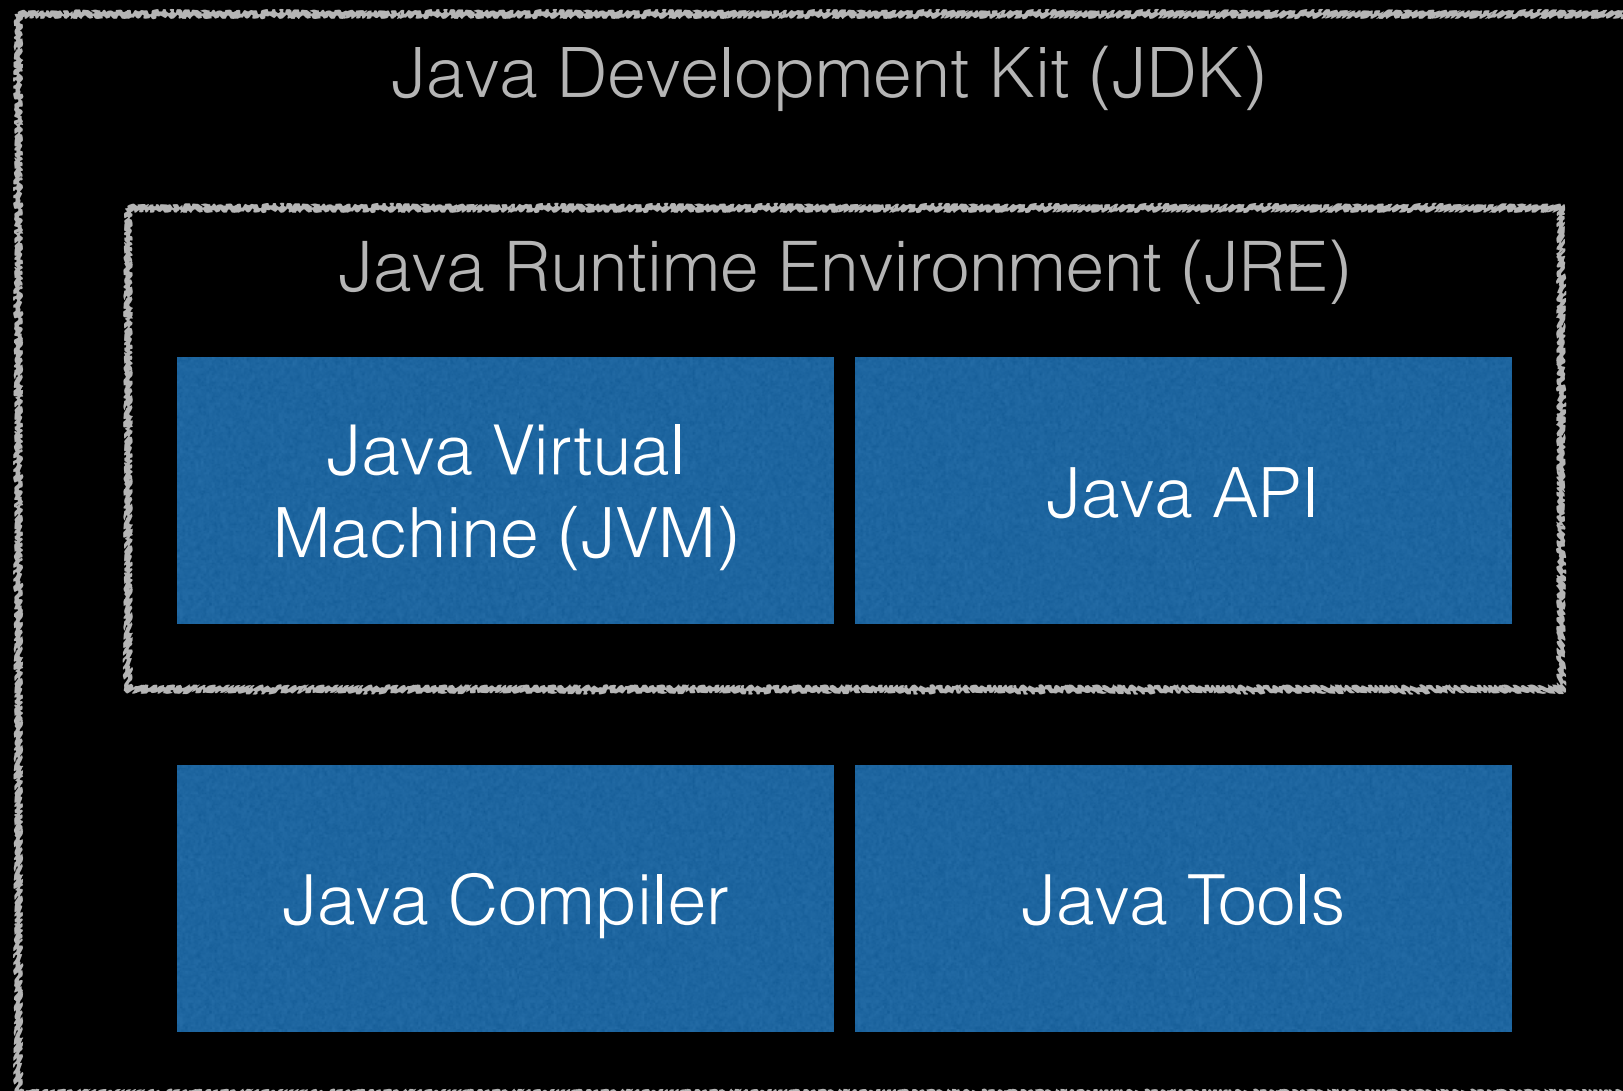 Java Development Kit (JDK)
Java Runtime Environment (JRE)
Java Virtual
Machine (JVM)
Java API
Java Compiler
Java Tools